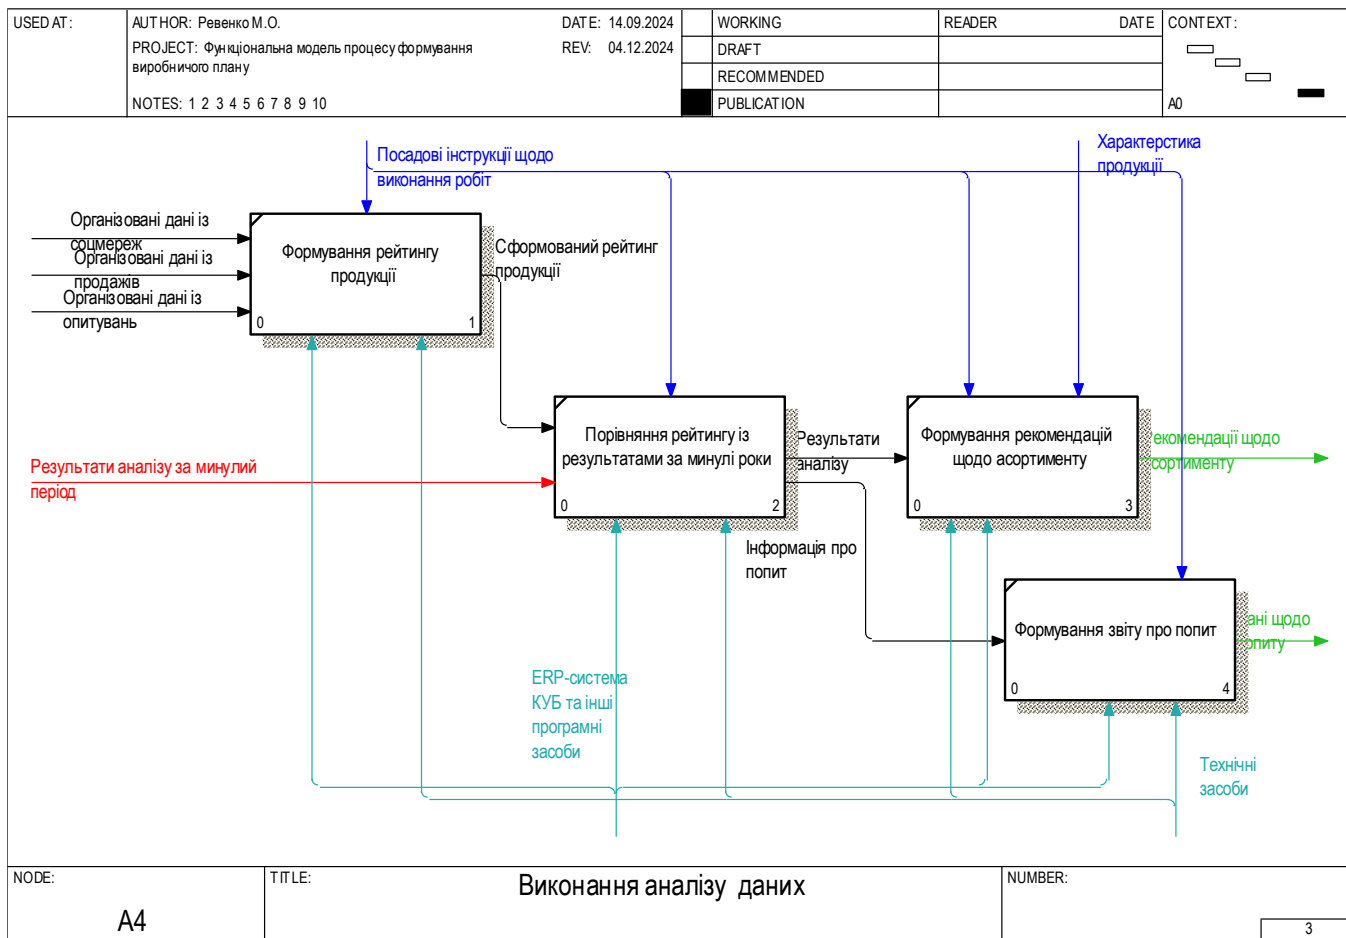 USED AT:
AUTHOR: Ревенко М.О.
DATE: 14.09.2024
PROJECT: Функціональна модель процесу формування
виробничого плану
REV: 04.12.2024
NOTES: 1 2 3 4 5 6 7 8 9 10
WORKING
DRAFT
RECOMMENDED
PUBLICATION
READER
DATE
CONTEXT:
A0
Посадові інструкції щодо
виконання робіт
Характерстика
продукції
Організовані дані із
соцмереж
Організовані дані із
продажів
Організовані дані із
опитувань
Формування рейтингу
продукції
0
1
Сформований рейтинг
продукції
Результати аналізу за минулий
період
Порівняння рейтингу із
результатами за минулі роки
0
2
Результати
аналізу
Формування рекомендацій
щодо асортименту
0
3
екомендації щодо
сортименту
Інформація про
попит
Формування звіту про попит
0
4
ані щодо
опиту
ERP-система
КУБ та інші
програмні
засоби
Технічні
засоби
NODE:
A4
TITLE:
Виконання аналізу даних
NUMBER:
3